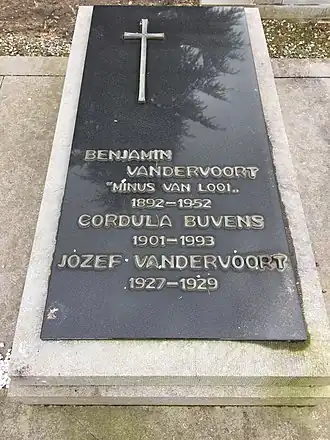 BENJAMIN
VANDERVOORT
"MINUS VAN LOOI„
1892-1952
CORDULA BUVENS
1901-1993
JOZEF VANDERVOORT
1927-1929